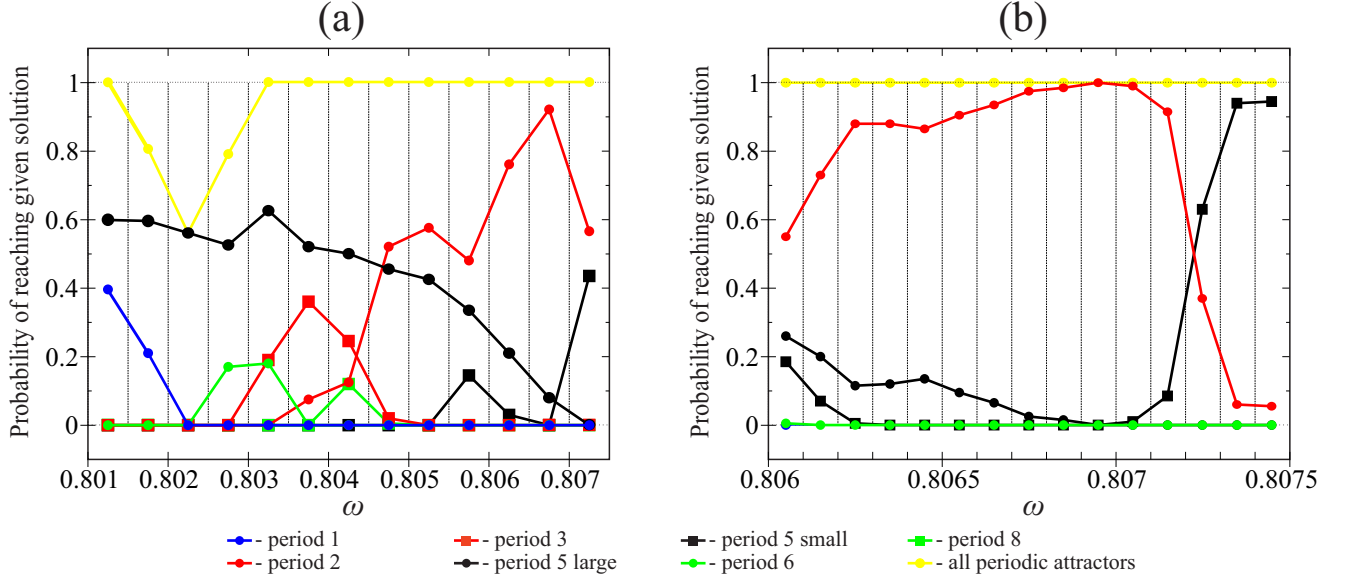 (a)
(b)
Probability of reaching given solution
1
0.8
0.6
0.4
0.2
0
0.801
0.802
0.803
0.804
0.805
0.806
0.807
ω
Probability of reaching given solution
1
0.8
0.6
0.4
0.2
0
0.806
0.8065
0.807
0.8075
ω
- period 1
- period 3
- period 5 small
- period 8
- period 2
- period 5 large
- period 6
- all periodic attractors